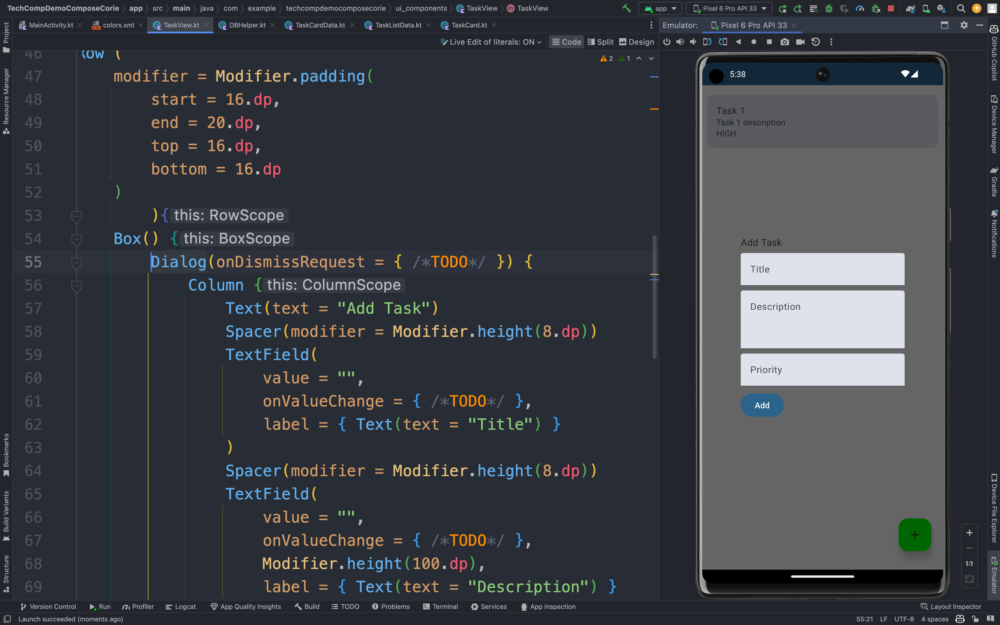 TechCompDemoComposeCorie app src main java com example techcompdemocomposecorie ui_components TaskView TaskView
app Pixel 6 Pro API 33
MainActivity.kt colors.xml TaskView.kt DBHelper.kt TaskCardData.kt TaskListData.kt TaskCard.kt
Emulator: Pixel 6 Pro API 33
Live Edit of literals: ON Code Split Design
2 1
46 Row (
47 modifier = Modifier.padding(
48 start = 16.dp,
49 end = 20.dp,
50 top = 16.dp,
51 bottom = 16.dp
52 )
53 ){ this: RowScope
54 Box() { this: BoxScope
55 Dialog(onDismissRequest = { /*TODO*/ }) {
56 Column { this: ColumnScope
57 Text(text = "Add Task")
58 Spacer(modifier = Modifier.height(8.dp))
59 TextField(
60 value = "",
61 onValueChange = { /*TODO*/ },
62 label = { Text(text = "Title") }
63 )
64 Spacer(modifier = Modifier.height(8.dp))
65 TextField(
66 value = "",
67 onValueChange = { /*TODO*/ },
68 Modifier.height(100.dp),
69 label = { Text(text = "Description") }
5:38
Task 1
Task 1 description
HIGH
Add Task
Title
Description
Priority
Add
+
1:1
Project
Resource Manager
Bookmarks
Build Variants
Structure
GitHub Copilot
Device Manager
Gradle
Notifications
Device File Explorer
Emulator
Version Control Run Profiler Logcat App Quality Insights Build TODO Problems Terminal Services App Inspection Layout Inspector
Launch succeeded (moments ago) 55:21 LF UTF-8 4 spaces